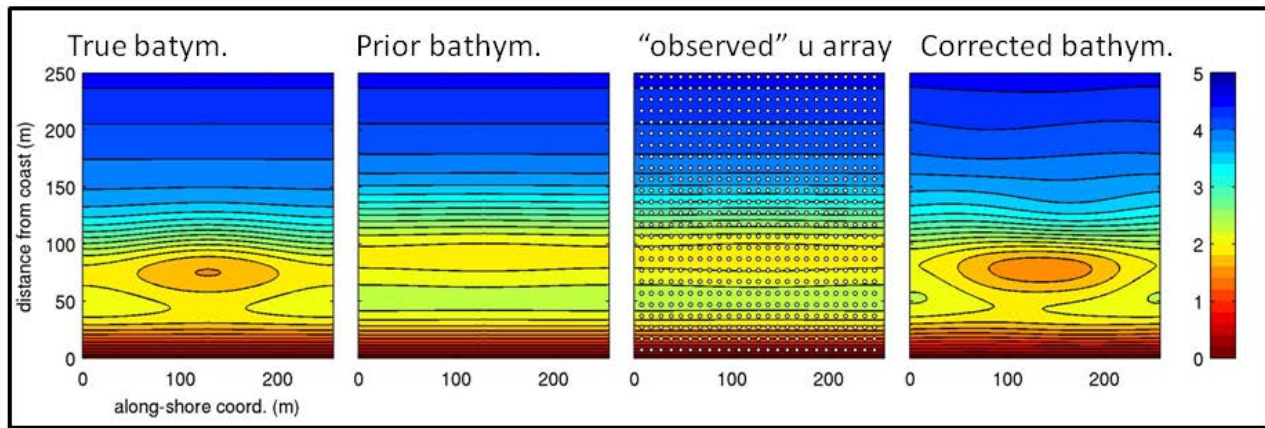 True batym.
Prior bathym.
“observed” u array
Corrected bathym.
250
200
150
100
50
0
distance from coast (m)
0 100 200
along-shore coord. (m)
0 100 200
0 100 200
0 100 200
5
4
3
2
1
0